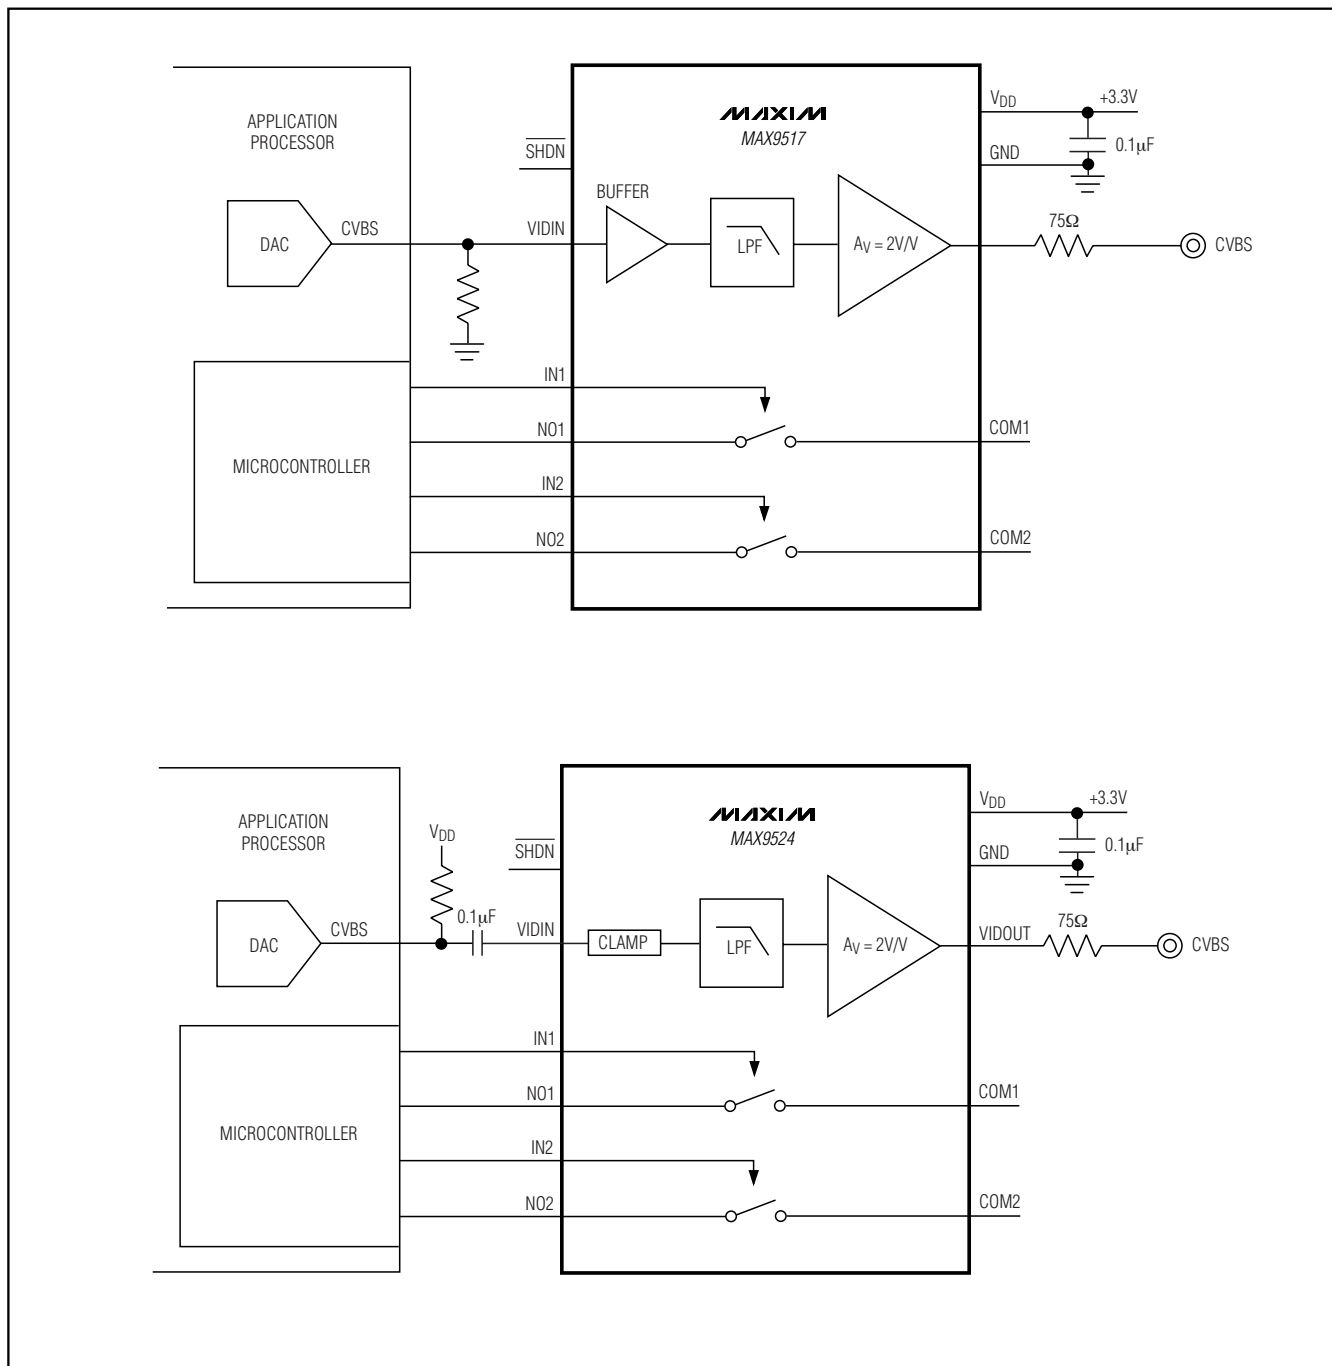 MAXIM
MAX9517
APPLICATION
PROCESSOR
SHDN
VDD
+3.3V
0.1µF
GND
BUFFER
DAC
CVBS
VIDIN
LPF
AV = 2V/V
75Ω
CVBS
IN1
NO1
COM1
MICROCONTROLLER
IN2
NO2
COM2
MAXIM
MAX9524
APPLICATION
PROCESSOR
VDD
SHDN
VDD
+3.3V
0.1µF
GND
0.1µF
DAC
CVBS
VIDIN
CLAMP
LPF
AV = 2V/V
VIDOUT
75Ω
CVBS
IN1
NO1
COM1
MICROCONTROLLER
IN2
NO2
COM2